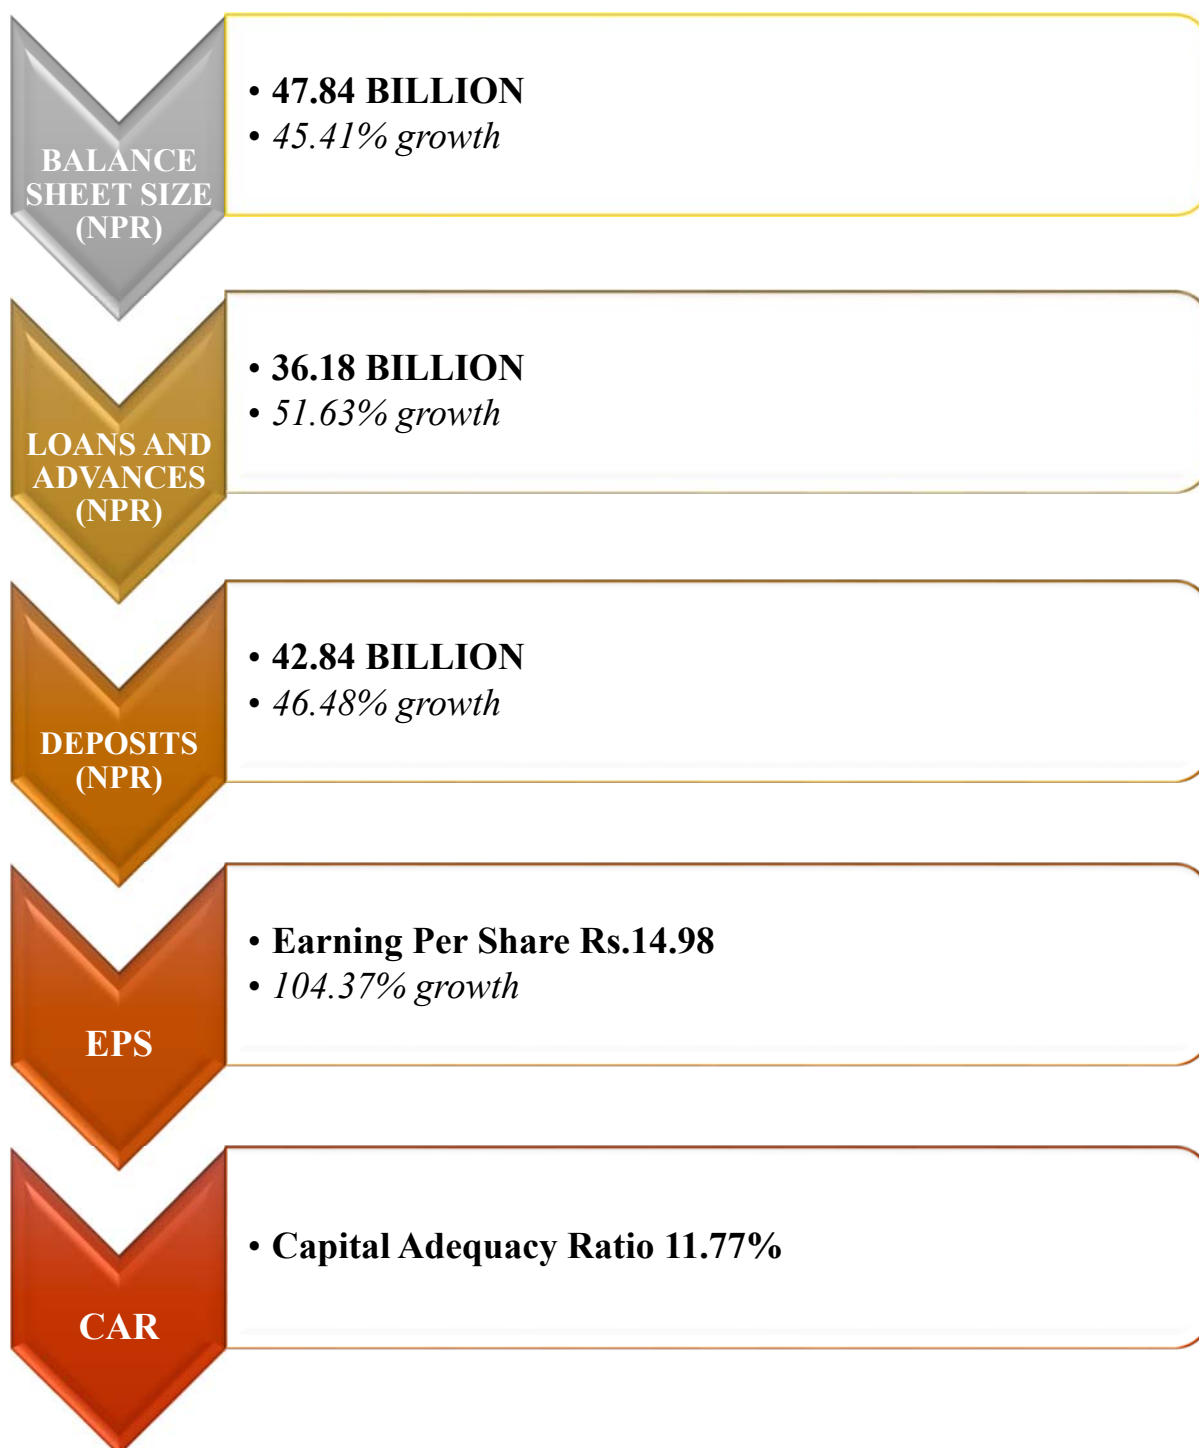 BALANCE
SHEET SIZE
(NPR)
• 47.84 BILLION
• 45.41% growth
LOANS AND
ADVANCES
(NPR)
• 36.18 BILLION
• 51.63% growth
DEPOSITS
(NPR)
• 42.84 BILLION
• 46.48% growth
EPS
• Earning Per Share Rs.14.98
• 104.37% growth
CAR
• Capital Adequacy Ratio 11.77%